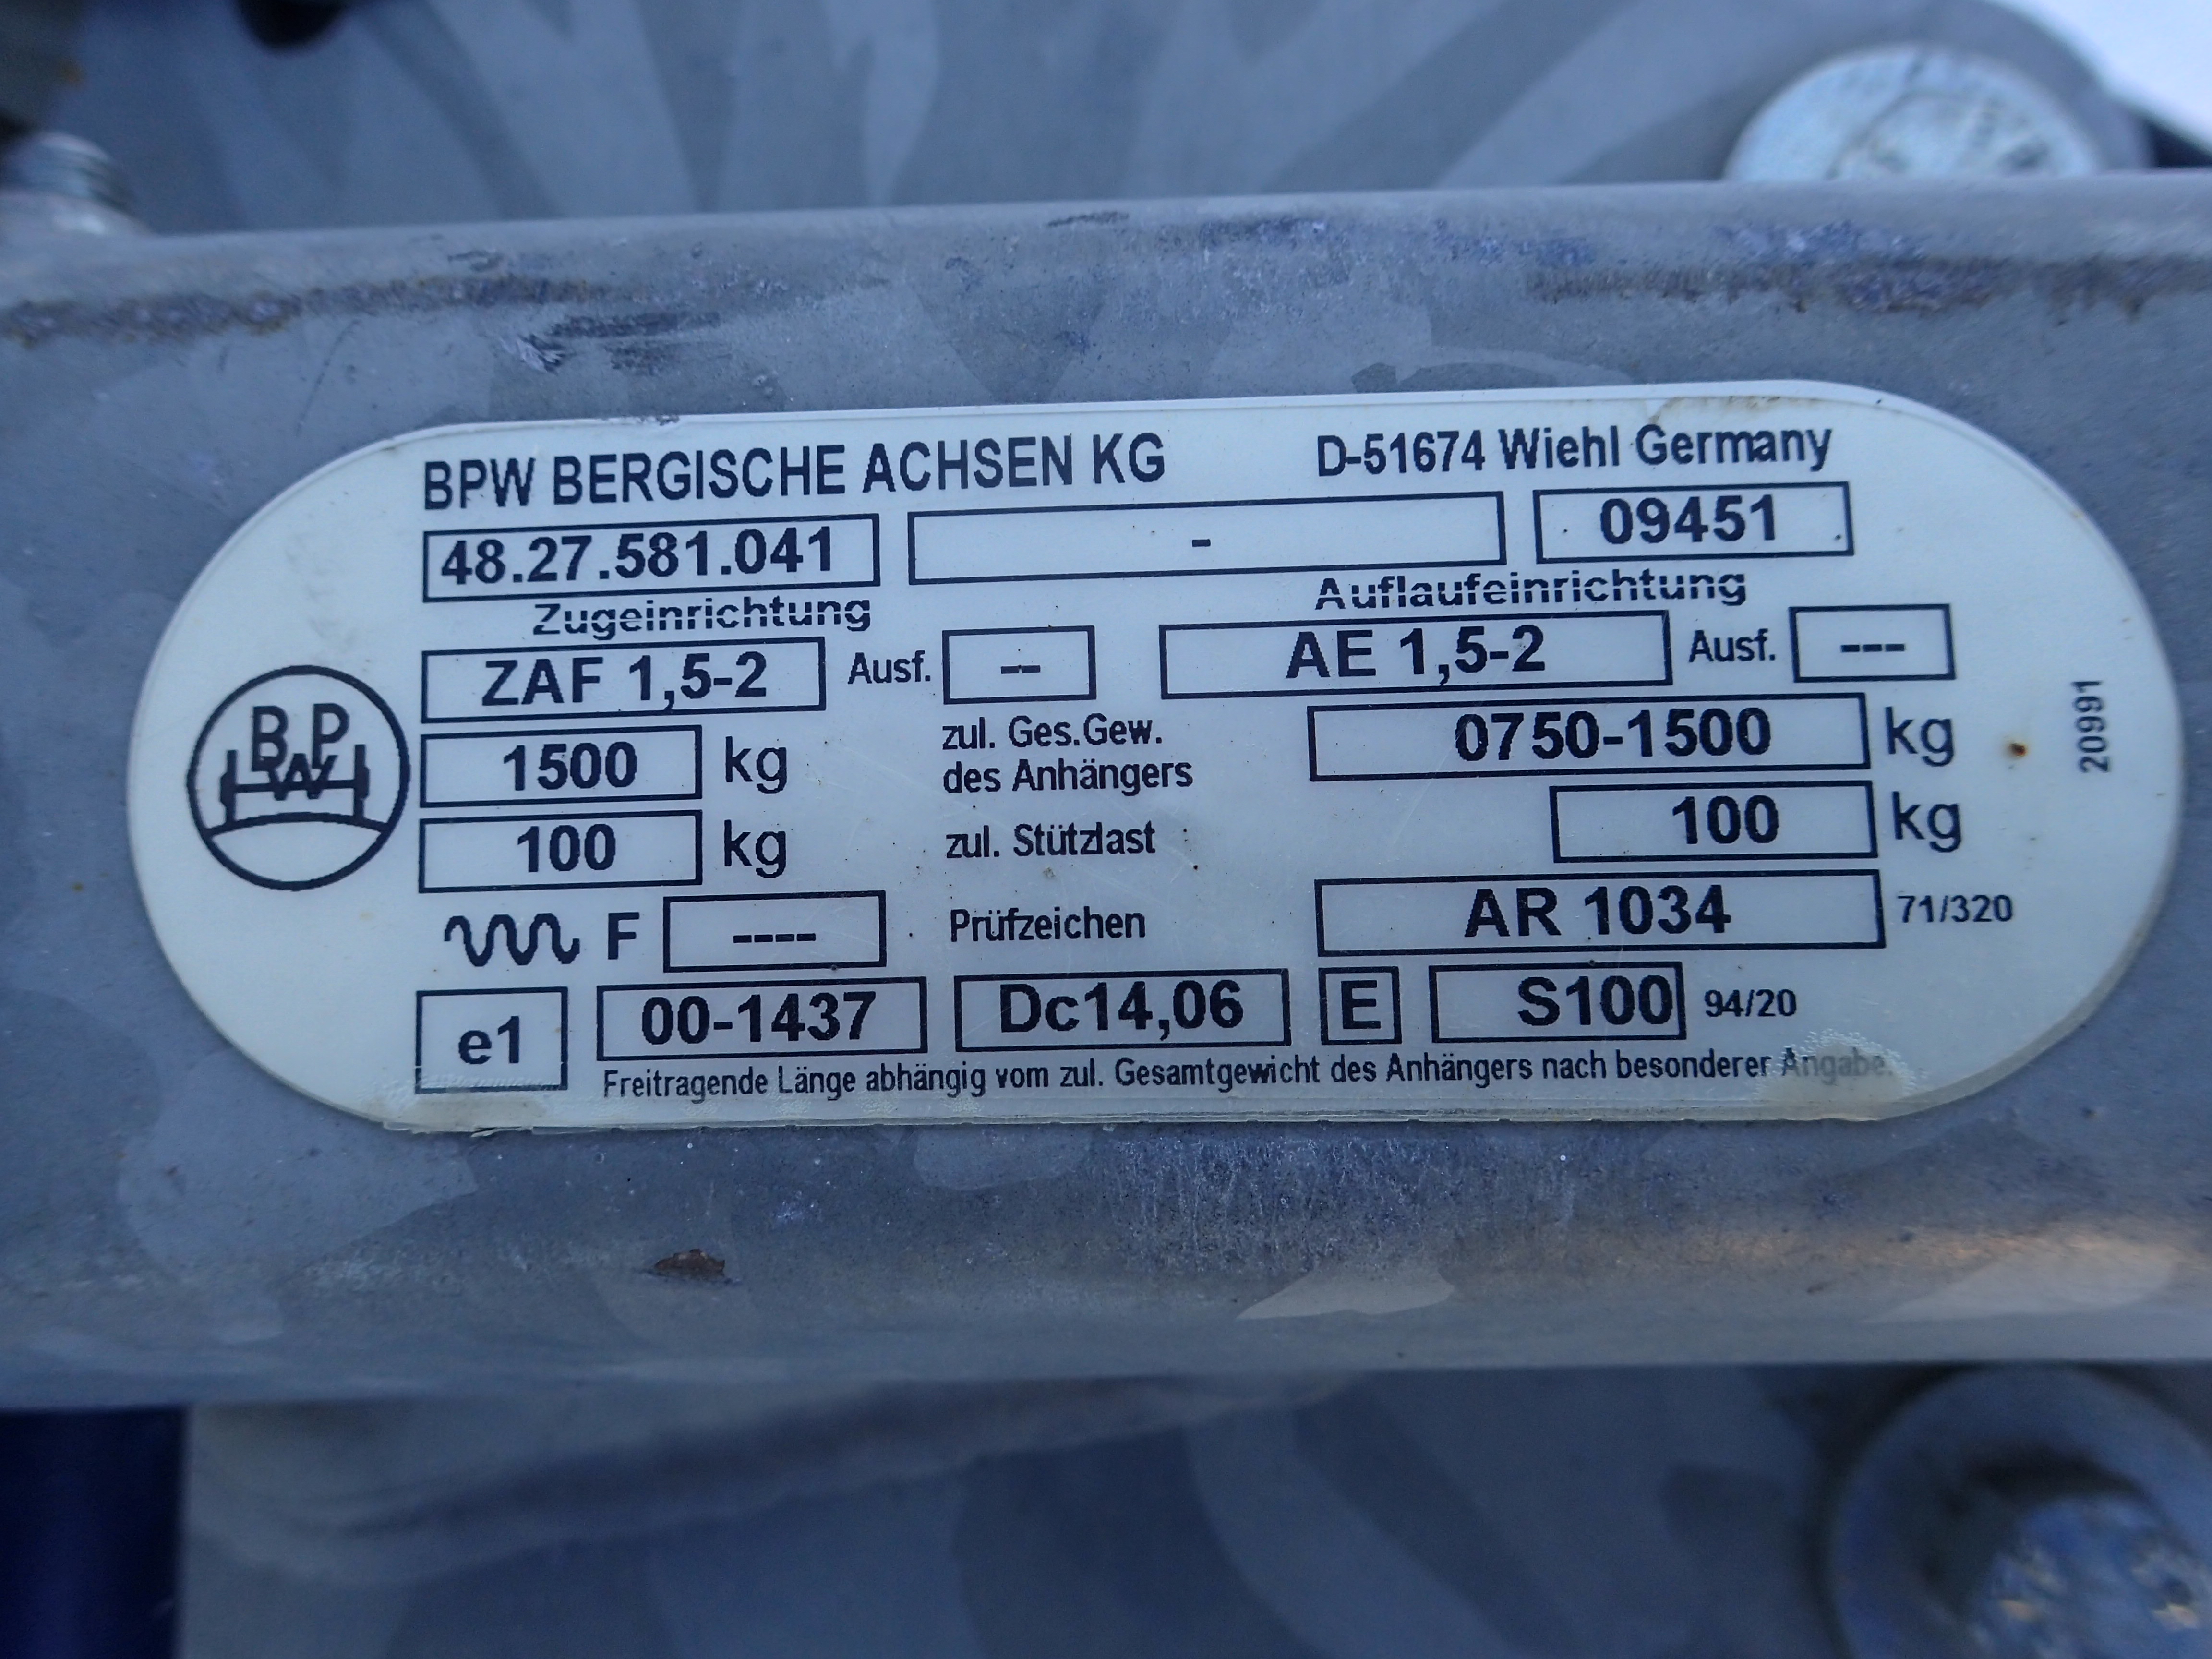 BPW BERGISCHE ACHSEN KG D-51674 Wiehl Germany
48.27.581.041 - 09451
Zugeinrichtung Auflaufeinrichtung
ZAF 1,5-2 Ausf. -- AE 1,5-2 Ausf. ---
1500 kg zul. Ges.Gew. des Anhängers 0750-1500 kg
100 kg zul. Stützlast 100 kg
F ---- Prüfzeichen AR 1034 71/320
e1 00-1437 Dc14,06 E S100 94/20
Freitragende Länge abhängig vom zul. Gesamtgewicht des Anhängers nach besonderer Angabe.
BPW
20991